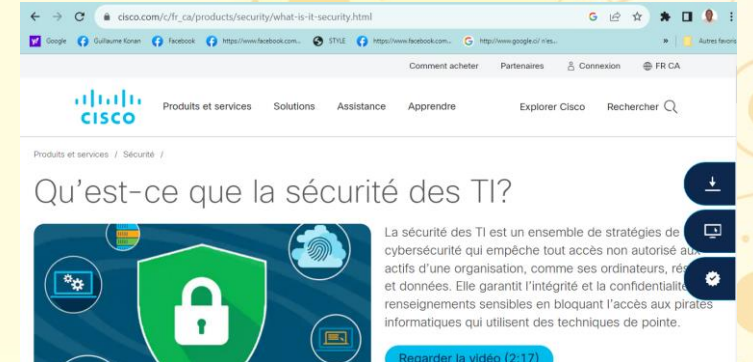 cisco.com/c/fr_ca/products/security/what-is-it-security.html
Google Guillaume Konan Facebook https://www.facebook.com... STYLE https://www.facebook.com... http://www.google.ci/ » Autres favoris
Comment acheter Partenaires Connexion FR CA
CISCO
Produits et services Solutions Assistance Apprendre Explorer Cisco Rechercher
Produits et services / Sécurité /
Qu'est-ce que la sécurité des TI?
La sécurité des TI est un ensemble de stratégies de
cybersécurité qui empêche tout accès non autorisé aux
actifs d'une organisation, comme ses ordinateurs,
et données. Elle garantit l'intégrité et la confidentialité
renseignements sensibles en bloquant l'accès aux pirates
informatiques qui utilisent des techniques de pointe.
Regarder la vidéo (2:17)